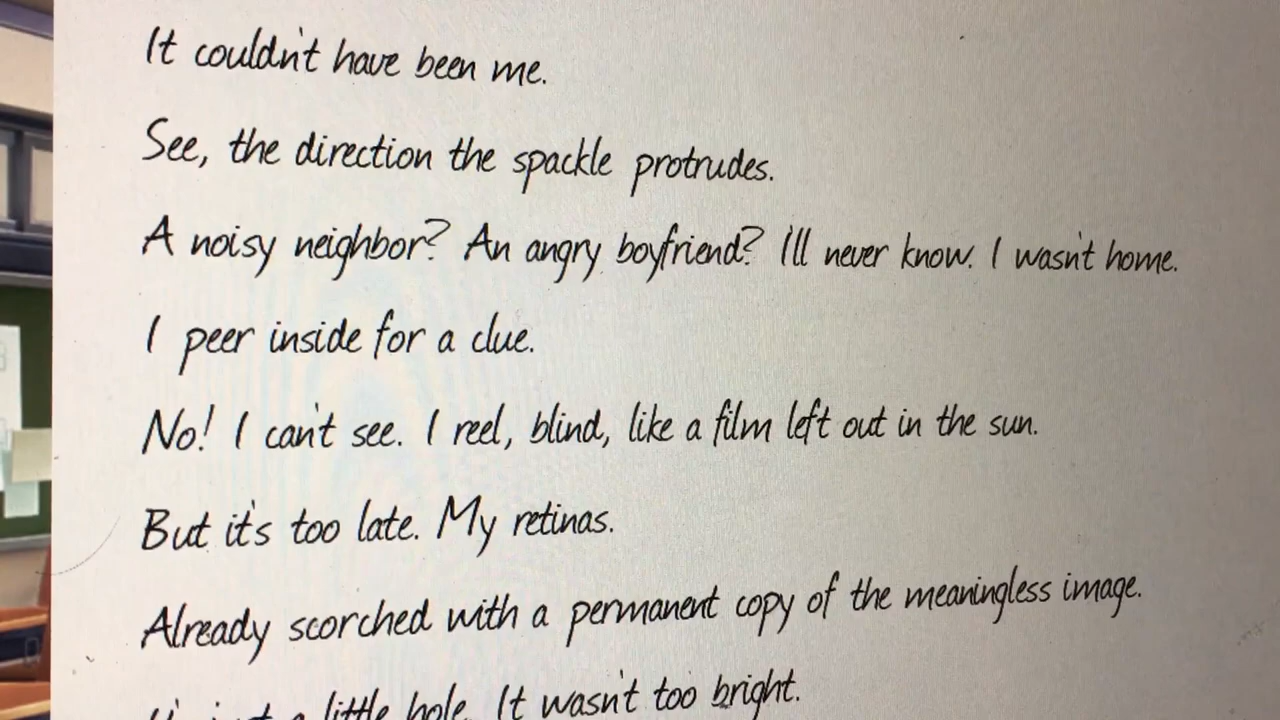 It couldn't have been me.
See, the direction the spackle protrudes.
A noisy neighbor? An angry boyfriend? I'll never know. I wasn't home.
I peer inside for a clue.
No! I can't see. I reel, blind, like a film left out in the sun.
But it's too late. My retinas.
Already scorched with a permanent copy of the meaningless image.
It's just a little hole. It wasn't too bright.